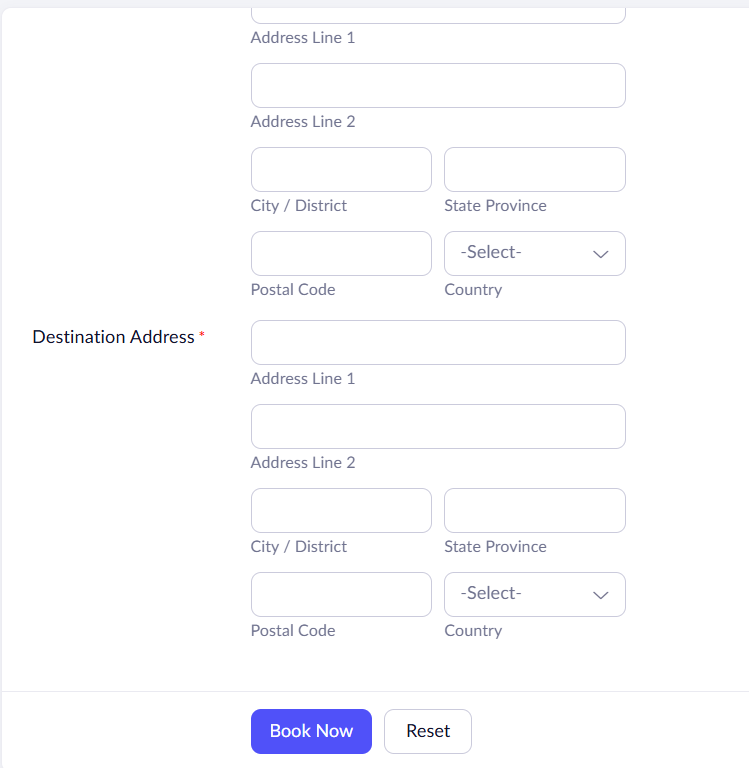 Address Line 1
Address Line 2
City / District State Province
-Select-
Postal Code Country
Destination Address *
Address Line 1
Address Line 2
City / District State Province
-Select-
Postal Code Country
Book Now Reset